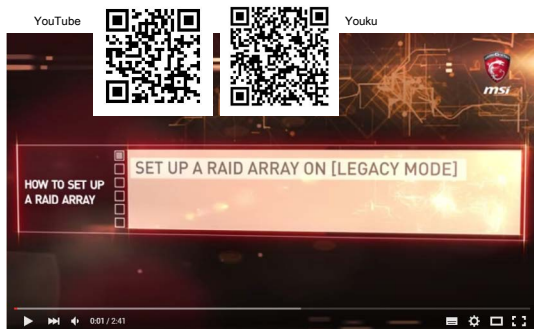 YouTube
Youku
msi
SET UP A RAID ARRAY ON [LEGACY MODE]
HOW TO SET UP
A RAID ARRAY
0:01 / 2:41